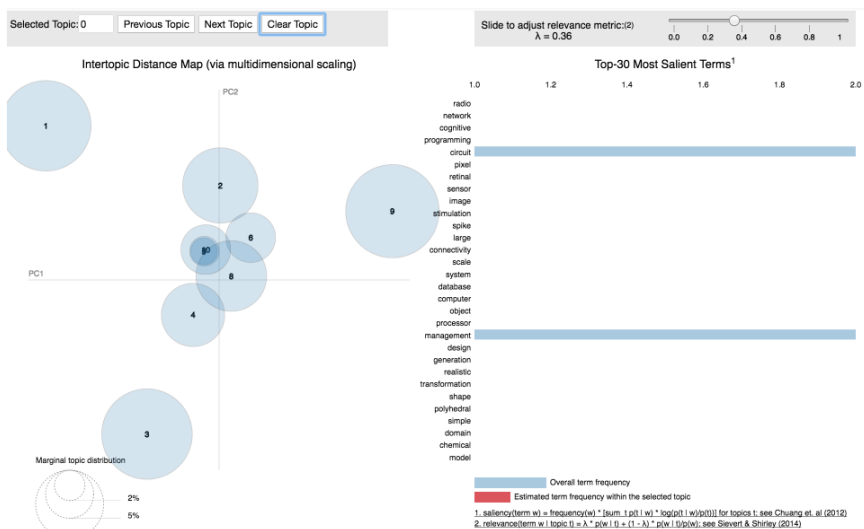 Selected Topic: 0 Previous Topic Next Topic Clear Topic
Slide to adjust relevance metric:(2)
λ = 0.36
0.0 0.2 0.4 0.6 0.8 1
Intertopic Distance Map (via multidimensional scaling)
PC2
PC1
1
2
9
6
8
4
3
Marginal topic distribution
2%
5%
Top-30 Most Salient Terms1
1.0 1.2 1.4 1.6 1.8 2.0
radio
network
cognitive
programming
circuit
pixel
retinal
sensor
image
stimulation
spike
large
connectivity
scale
system
database
computer
object
processor
management
design
generation
realistic
transformation
shape
polyhedral
simple
domain
chemical
model
Overall term frequency
Estimated term frequency within the selected topic
1. saliency(term w) = frequency(w) * [sum_t p(t | w) * log(p(t | w)/p(t))] for topics t; see Chuang et. al (2012)
2. relevance(term w | topic t) = λ * p(w | t) + (1 - λ) * p(w | t)/p(w); see Sievert & Shirley (2014)